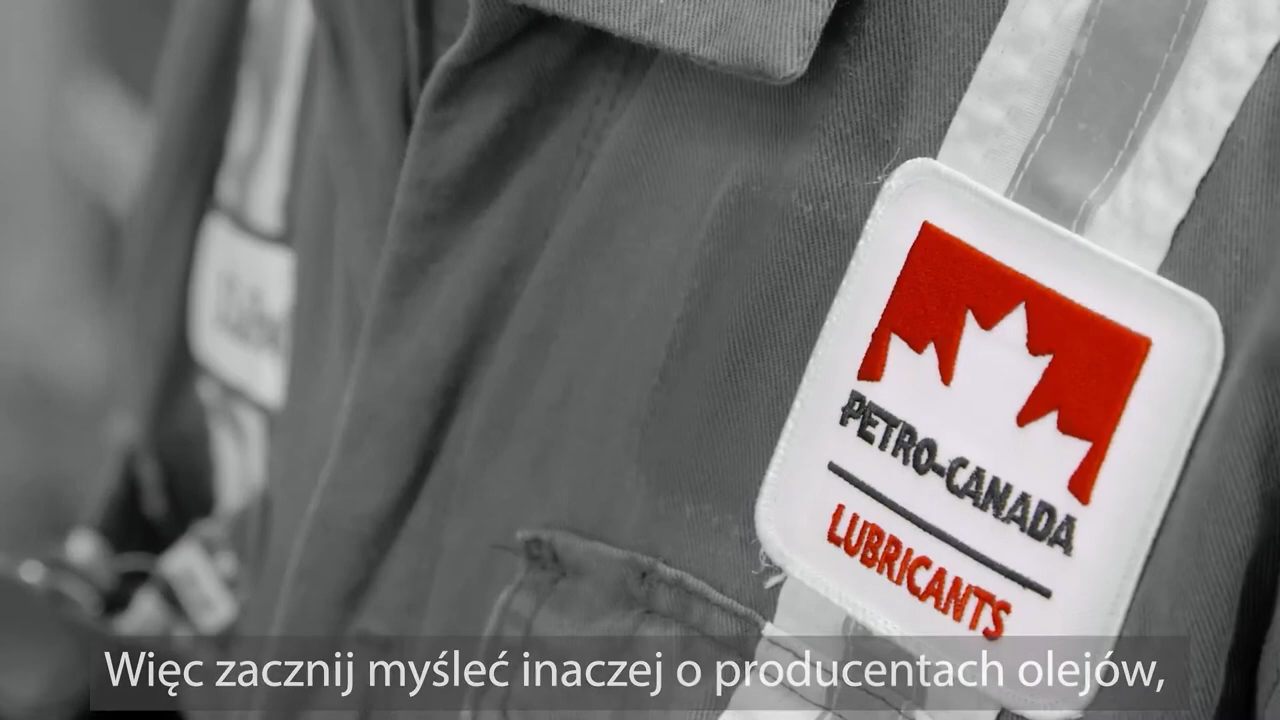 PETRO-CANADA
LUBRICANTS
Więc zacznij myśleć inaczej o producentach olejów,